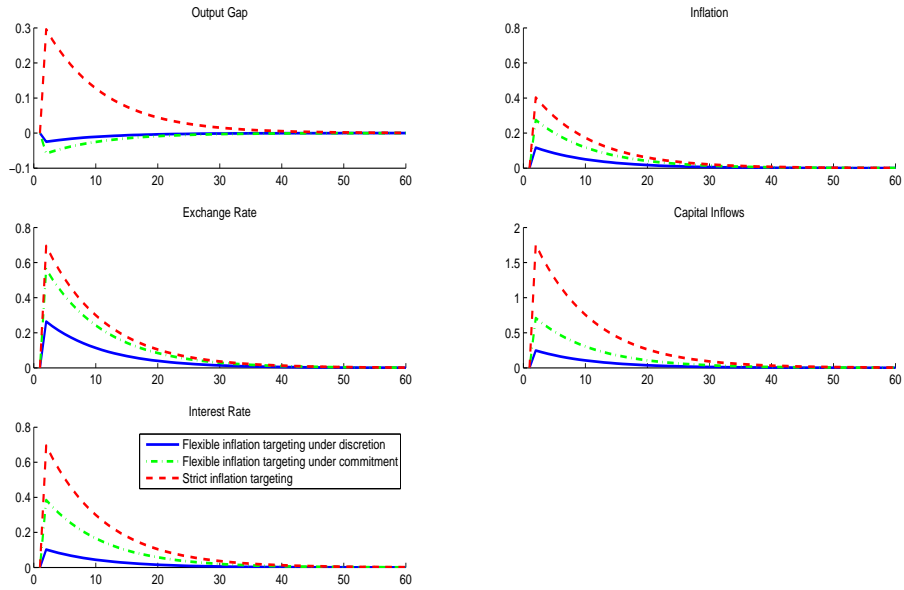 Output Gap
0.3
0.2
0.1
0
−0.1
0 10 20 30 40 50 60
Inflation
0.8
0.6
0.4
0.2
0
0 10 20 30 40 50 60
Exchange Rate
0.8
0.6
0.4
0.2
0
0 10 20 30 40 50 60
Capital Inflows
2
1.5
1
0.5
0
0 10 20 30 40 50 60
Interest Rate
0.8
0.6
0.4
0.2
0
0 10 20 30 40 50 60
Flexible inflation targeting under discretion
Flexible inflation targeting under commitment
Strict inflation targeting